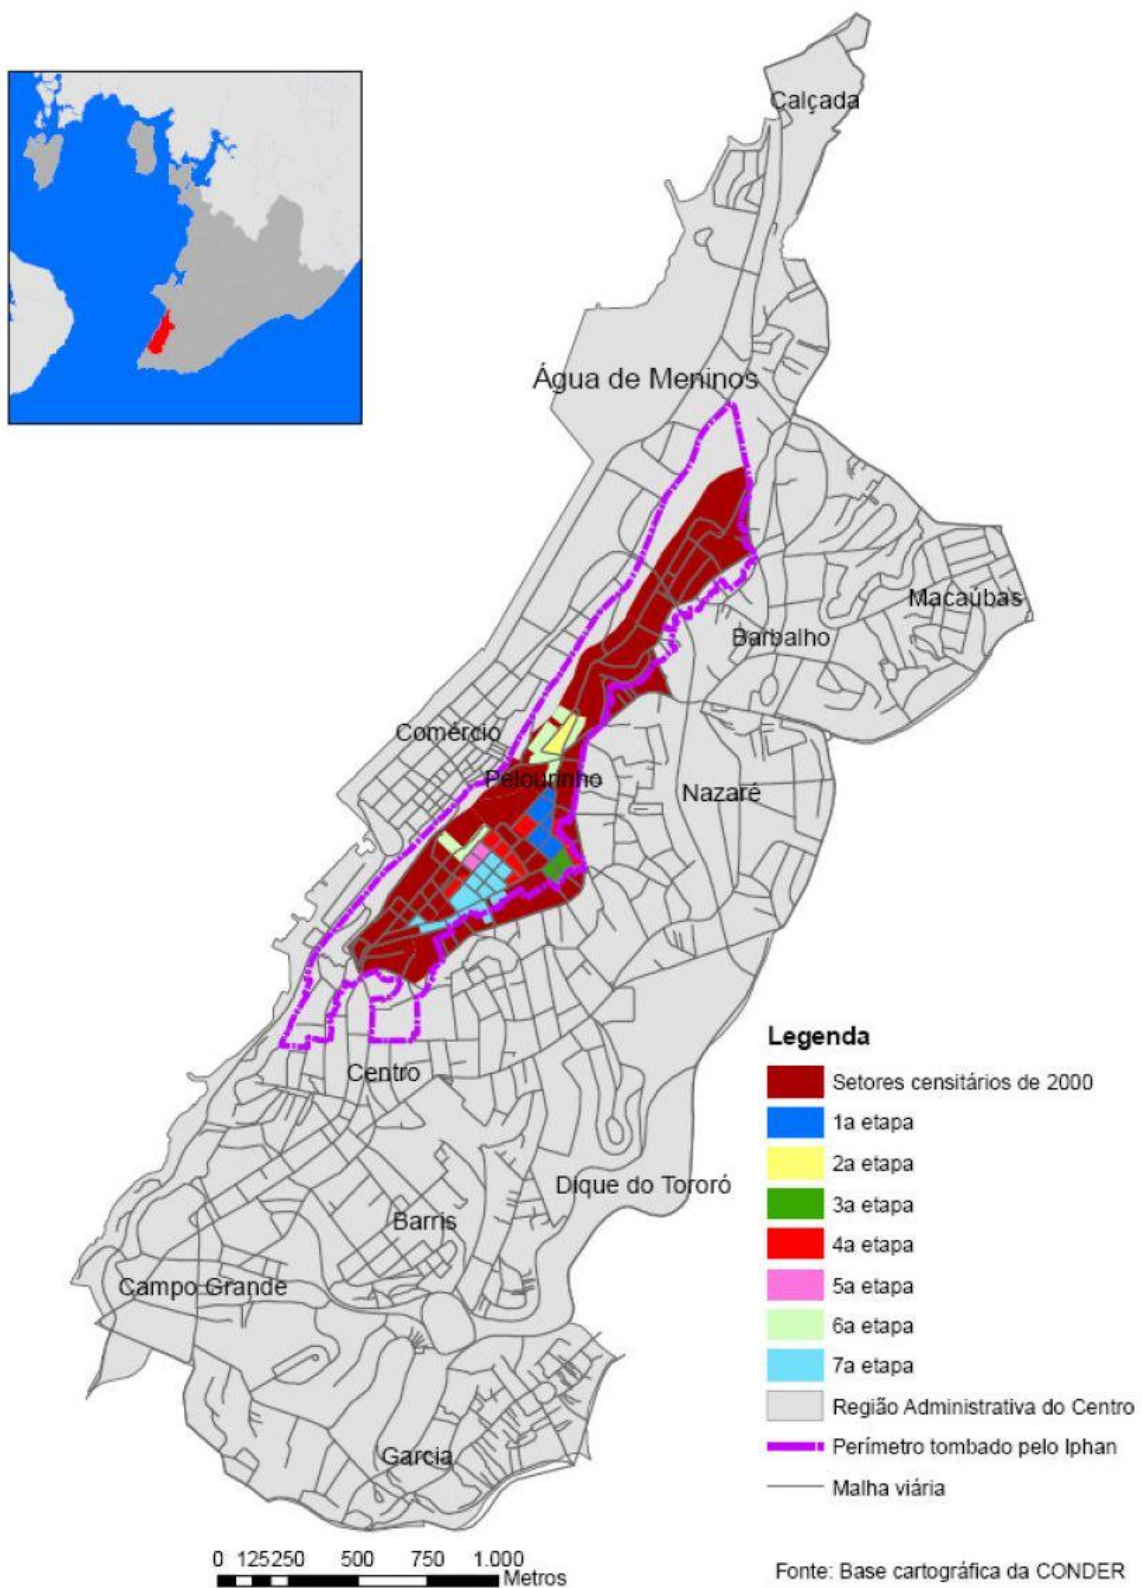 Calçada
Água de Meninos
Macaúbas
Barbalho
Comércio
Pelourinho
Nazaré
Centro
Dique do Tororó
Barris
Campo Grande
Garcia
Legenda
Setores censitários de 2000
1a etapa
2a etapa
3a etapa
4a etapa
5a etapa
6a etapa
7a etapa
Região Administrativa do Centro
Perímetro tombado pelo Iphan
Malha viária
0 125 250 500 750 1.000
Metros
Fonte: Base cartográfica da CONDER